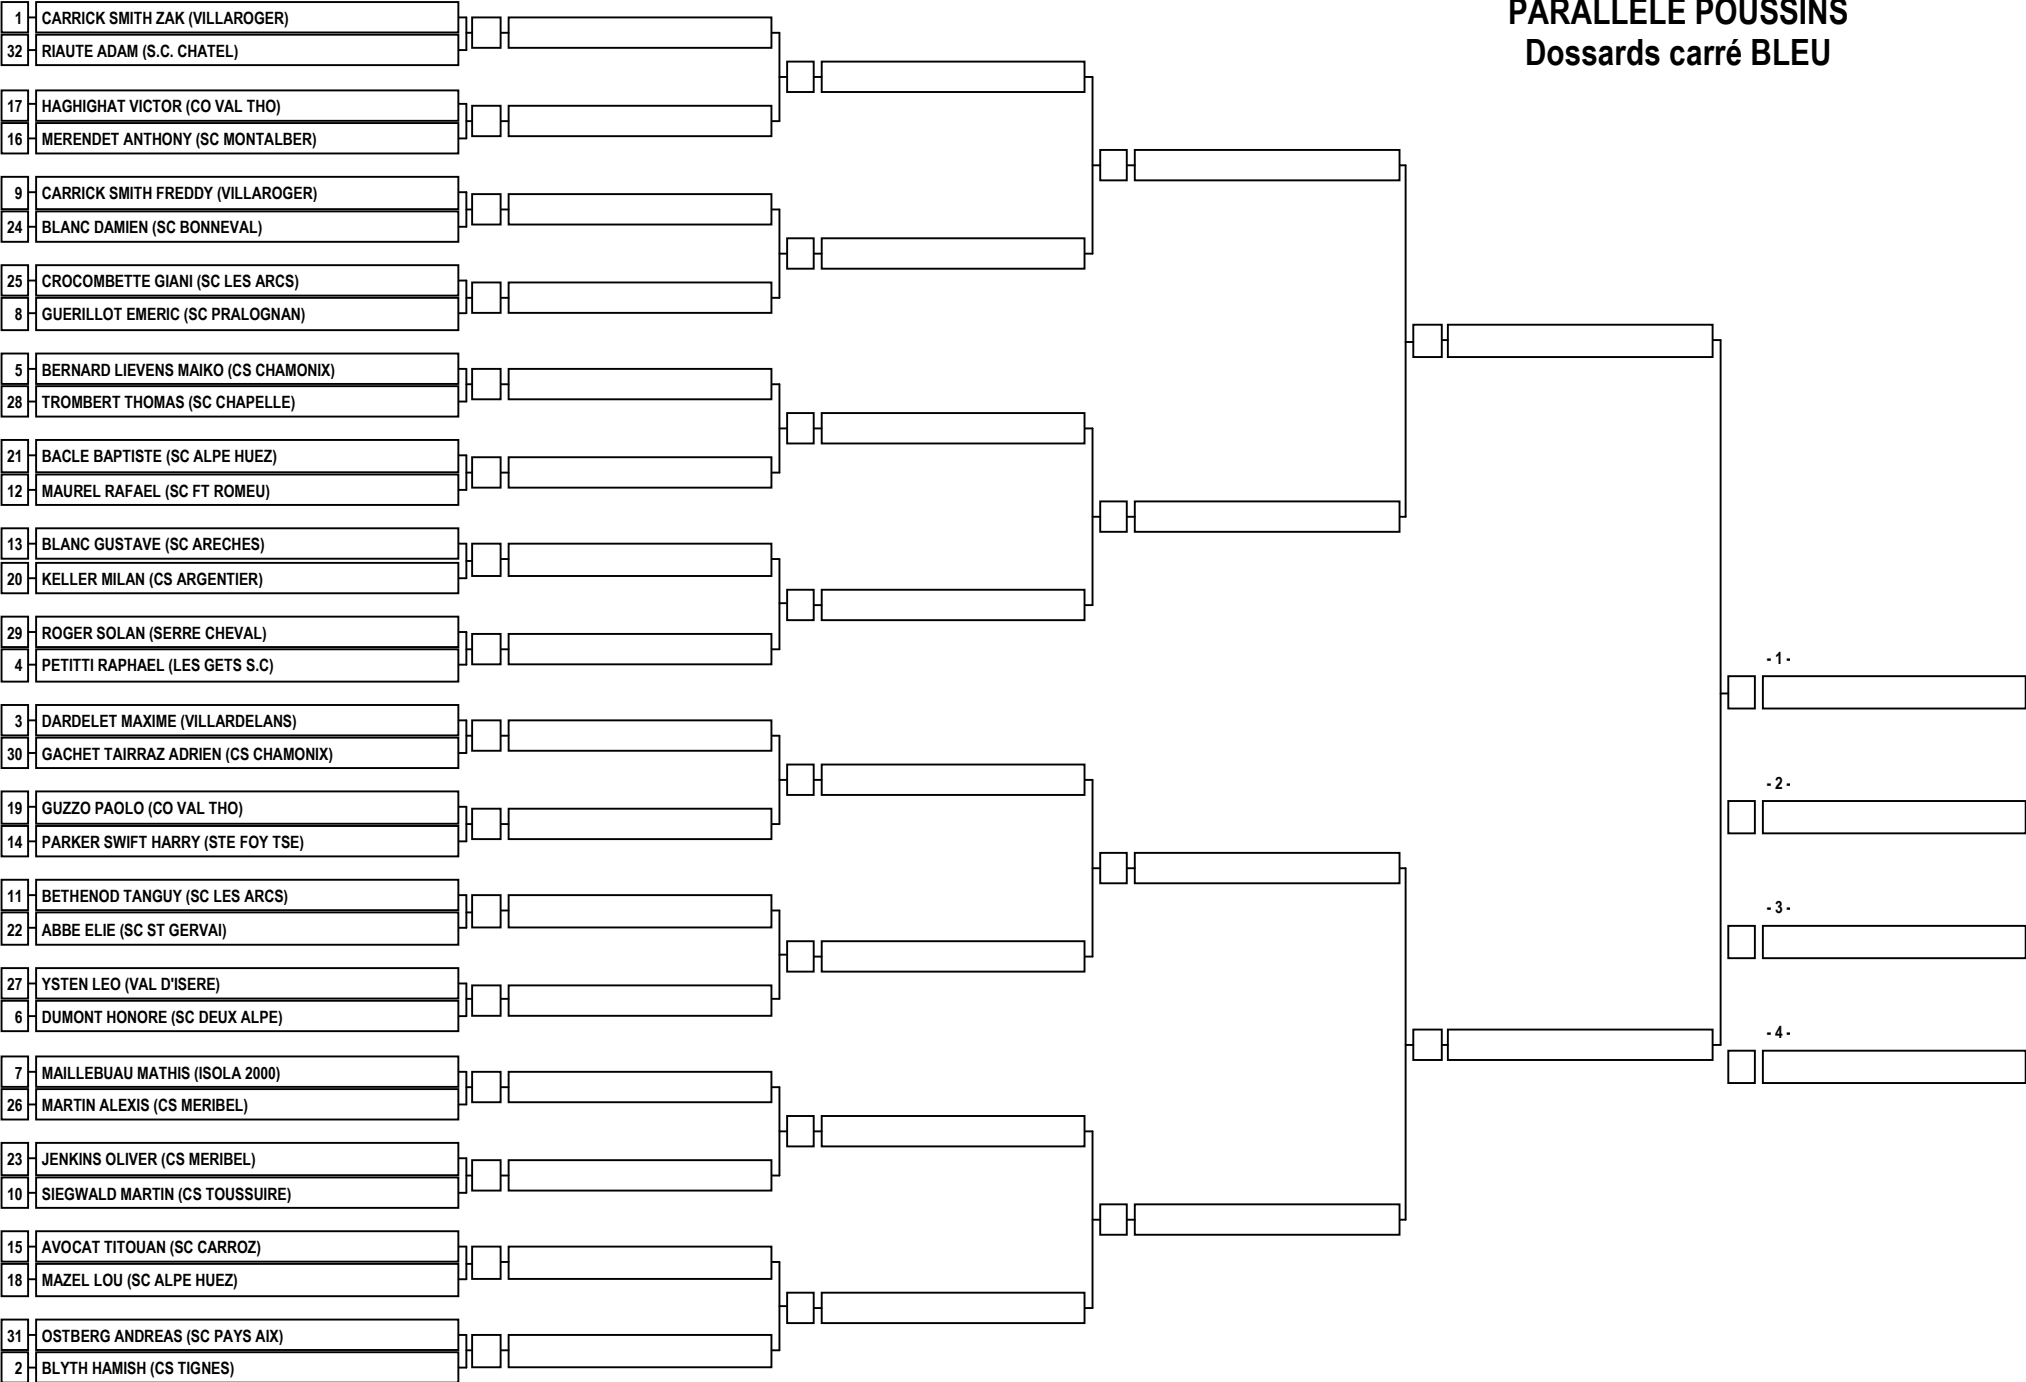 PARALLELE POUSSINS
Dossards carré BLEU
1 CARRICK SMITH ZAK (VILLAROGER)
32 RIAUTE ADAM (S.C. CHATEL)
17 HAGHIGHAT VICTOR (CO VAL THO)
16 MERENDET ANTHONY (SC MONTALBER)
9 CARRICK SMITH FREDDY (VILLAROGER)
24 BLANC DAMIEN (SC BONNEVAL)
25 CROCOMBETTE GIANI (SC LES ARCS)
8 GUERILLOT EMERIC (SC PRALOGNAN)
5 BERNARD LIEVENS MAIKO (CS CHAMONIX)
28 TROMBERT THOMAS (SC CHAPELLE)
21 BACLE BAPTISTE (SC ALPE HUEZ)
12 MAUREL RAFAEL (SC FT ROMEU)
13 BLANC GUSTAVE (SC ARECHES)
20 KELLER MILAN (CS ARGENTIER)
29 ROGER SOLAN (SERRE CHEVAL)
4 PETITTI RAPHAEL (LES GETS S.C)
3 DARDELET MAXIME (VILLARDELANS)
30 GACHET TAIRRAZ ADRIEN (CS CHAMONIX)
19 GUZZO PAOLO (CO VAL THO)
14 PARKER SWIFT HARRY (STE FOY TSE)
11 BETHENOD TANGUY (SC LES ARCS)
22 ABBE ELIE (SC ST GERVAI)
27 YSTEN LEO (VAL D'ISERE)
6 DUMONT HONORE (SC DEUX ALPE)
7 MAILLEBUAU MATHIS (ISOLA 2000)
26 MARTIN ALEXIS (CS MERIBEL)
23 JENKINS OLIVER (CS MERIBEL)
10 SIEGWALD MARTIN (CS TOUSSUIRE)
15 AVOCAT TITOUAN (SC CARROZ)
18 MAZEL LOU (SC ALPE HUEZ)
31 OSTBERG ANDREAS (SC PAYS AIX)
2 BLYTH HAMISH (CS TIGNES)
- 1 -
- 2 -
- 3 -
- 4 -